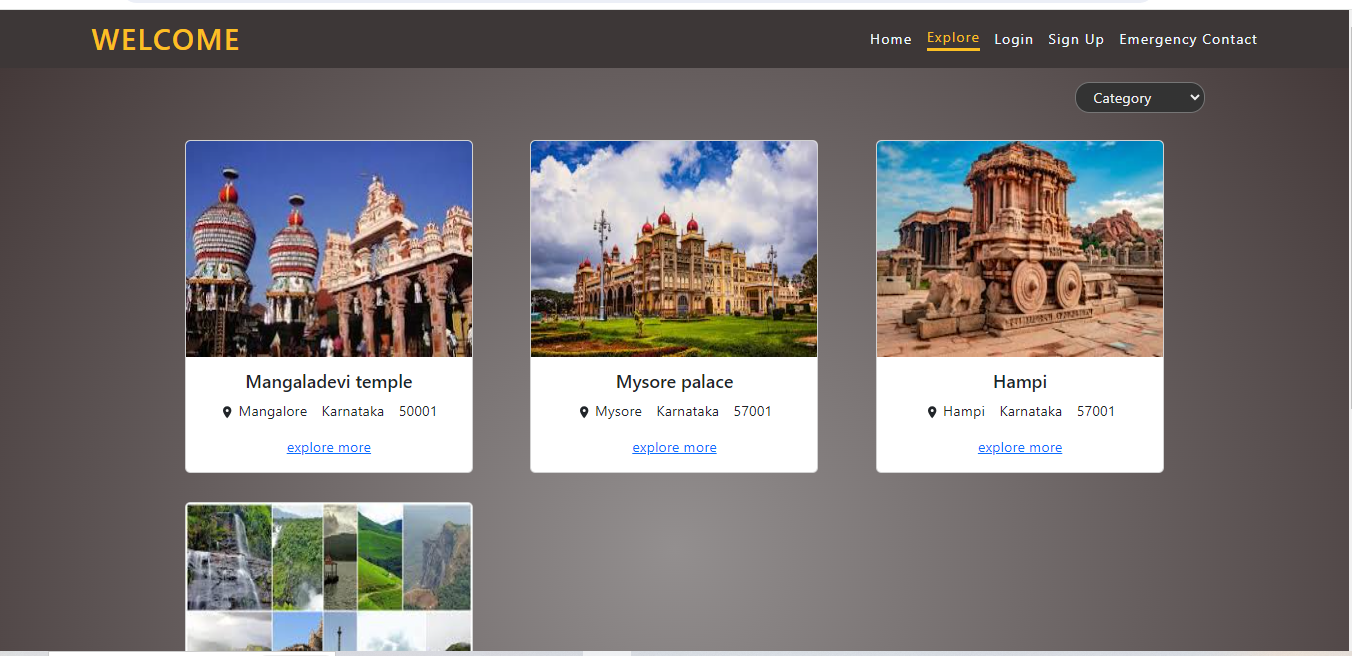 WELCOME
Home Explore Login Sign Up Emergency Contact
Category
Mangaladevi temple
Mangalore Karnataka 50001
explore more
Mysore palace
Mysore Karnataka 57001
explore more
Hampi
Hampi Karnataka 57001
explore more